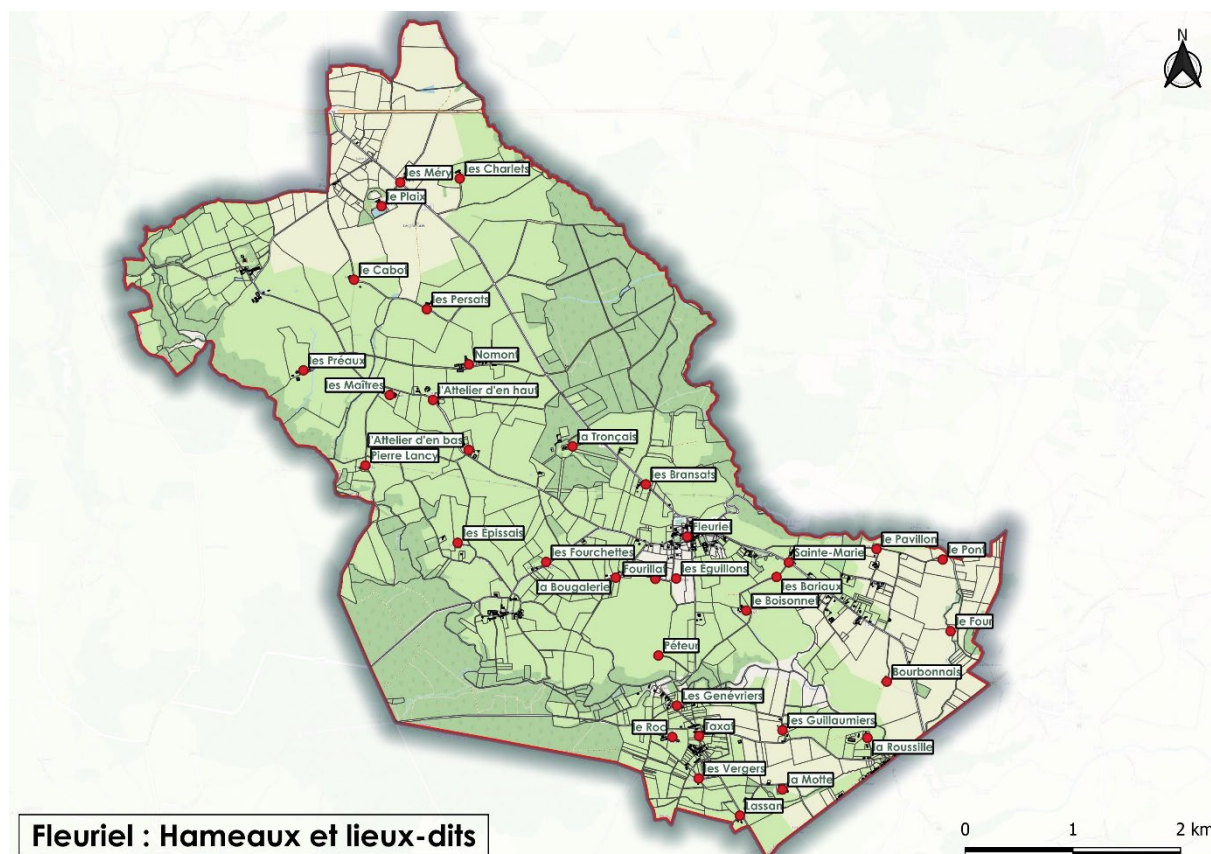 N
les Méry
les Charlets
le Plaix
le Cabot
les Persats
Nomont
les Préaux
les Maîtres
l'Attelier d'en haut
l'Attelier d'en bas
la Tronçais
Pierre Lancy
les Bransats
Fleurie
les Epissais
les Fourchettes
Sainte-Marie
le Pavillon
le Pont
la Bougalerie
Fourillat
les Éguillons
les Bariaux
le Boisonnet
le Four
Péteur
Bourbonnais
Les Genévriers
le Roc
Taxat
les Guillaumiers
la Roussille
les Vergers
la Motte
Lassan
Fleuriel : Hameaux et lieux-dits
0 1 2 km